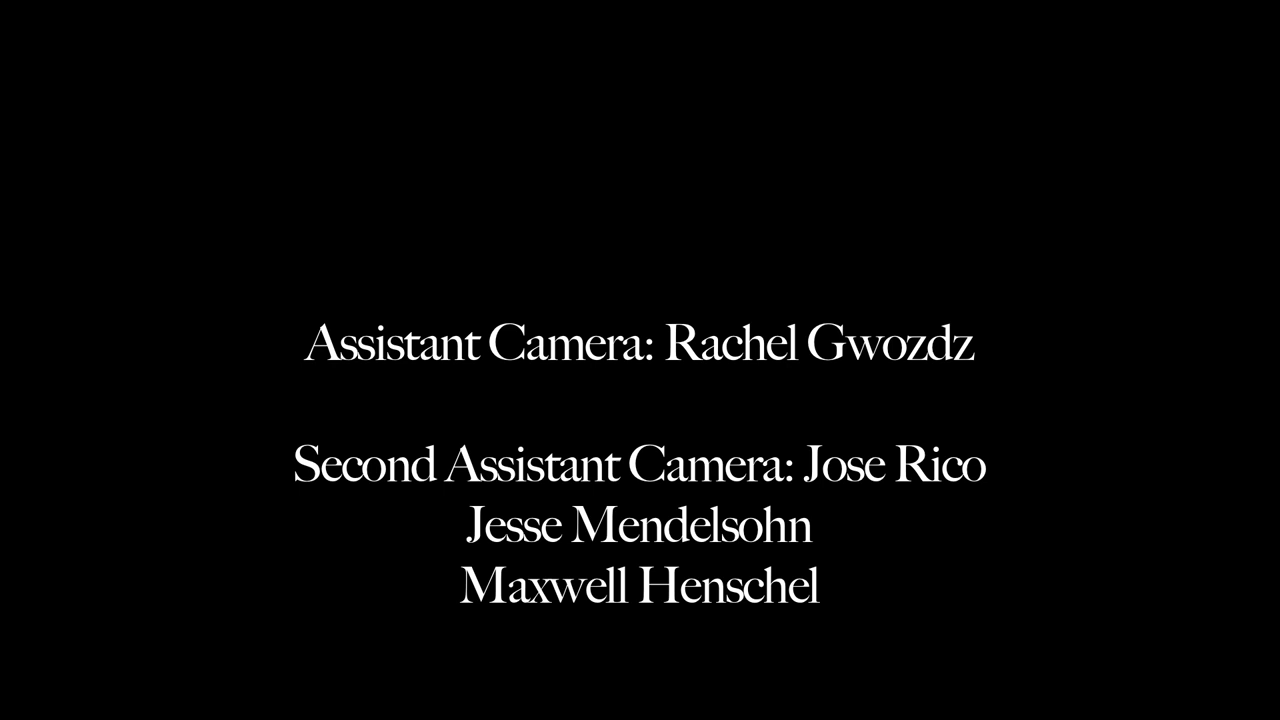 Assistant Camera: Rachel Gwozdz
Second Assistant Camera: Jose Rico
Jesse Mendelsohn
Maxwell Henschel